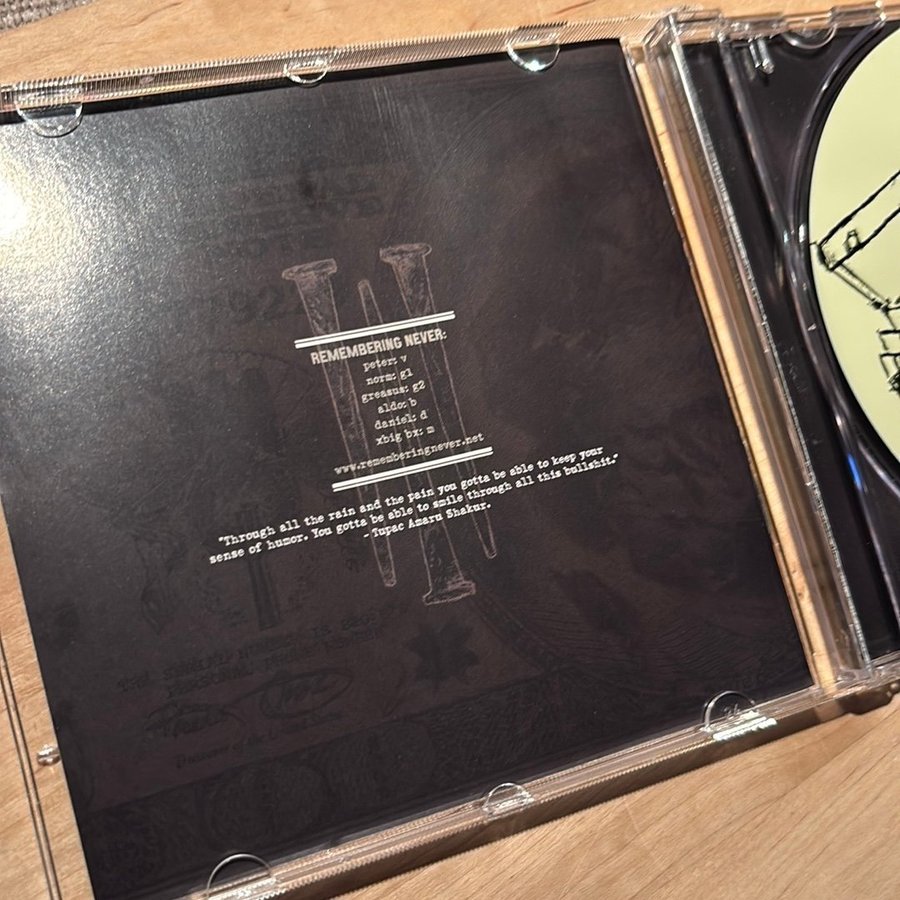 REMEMBERING NEVER:
peter: v
norm: g1
greasus: g2
aldo: b
daniel: d
xbig bx: m
www.rememberingnever.net
"Through all the rain and the pain you gotta be able to keep your
sense of humor. You gotta be able to smile through all this bullshit."
- Tupac Amaru Shakur.